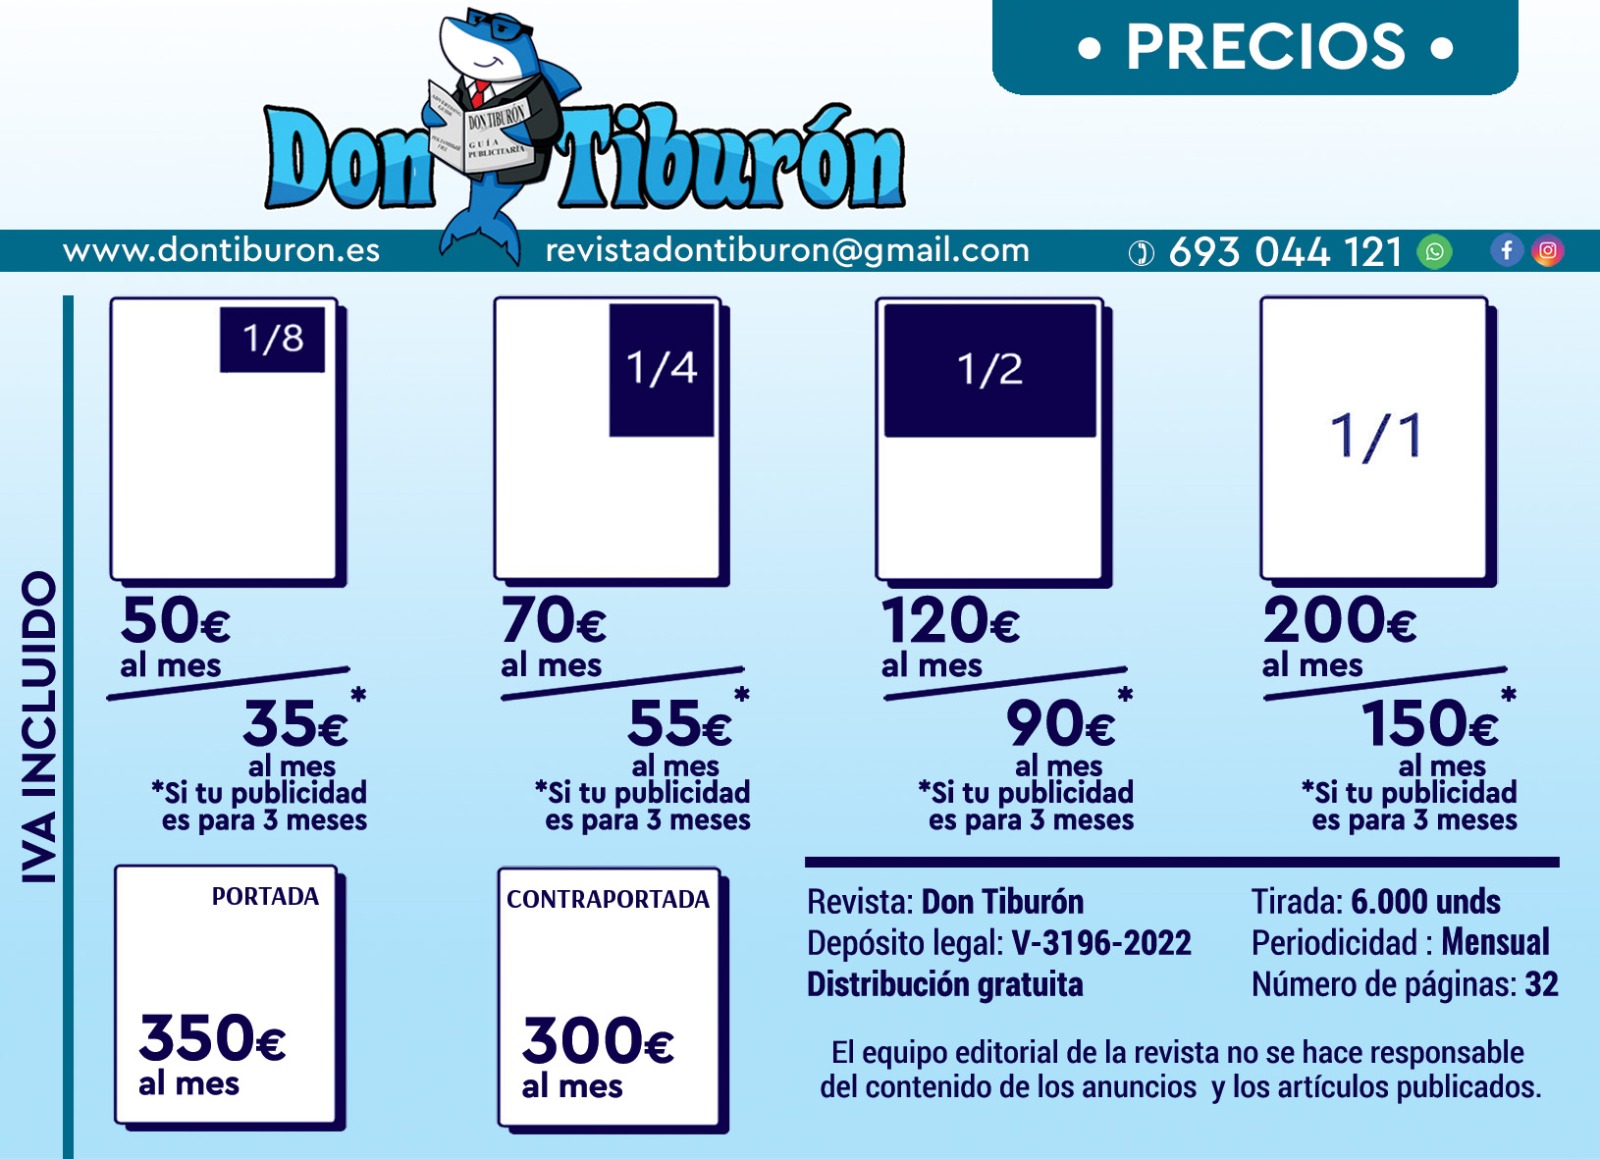 • PRECIOS •
Don Tiburón
ADVERTISING
GUIDE
DON TIBURÓN
GUÍA
PUBLICITARIA
www.dontiburon.es
revistadontiburon@gmail.com
693 044 121
IVA INCLUIDO
1/8
1/4
1/2
1/1
50€
al mes
35€*
al mes
*Si tu publicidad
es para 3 meses
70€
al mes
55€*
al mes
*Si tu publicidad
es para 3 meses
120€
al mes
90€*
al mes
*Si tu publicidad
es para 3 meses
200€
al mes
150€*
al mes
*Si tu publicidad
es para 3 meses
PORTADA
350€
al mes
CONTRAPORTADA
300€
al mes
Revista: Don Tiburón
Depósito legal: V-3196-2022
Distribución gratuita
Tirada: 6.000 unds
Periodicidad : Mensual
Número de páginas: 32
El equipo editorial de la revista no se hace responsable
del contenido de los anuncios y los artículos publicados.